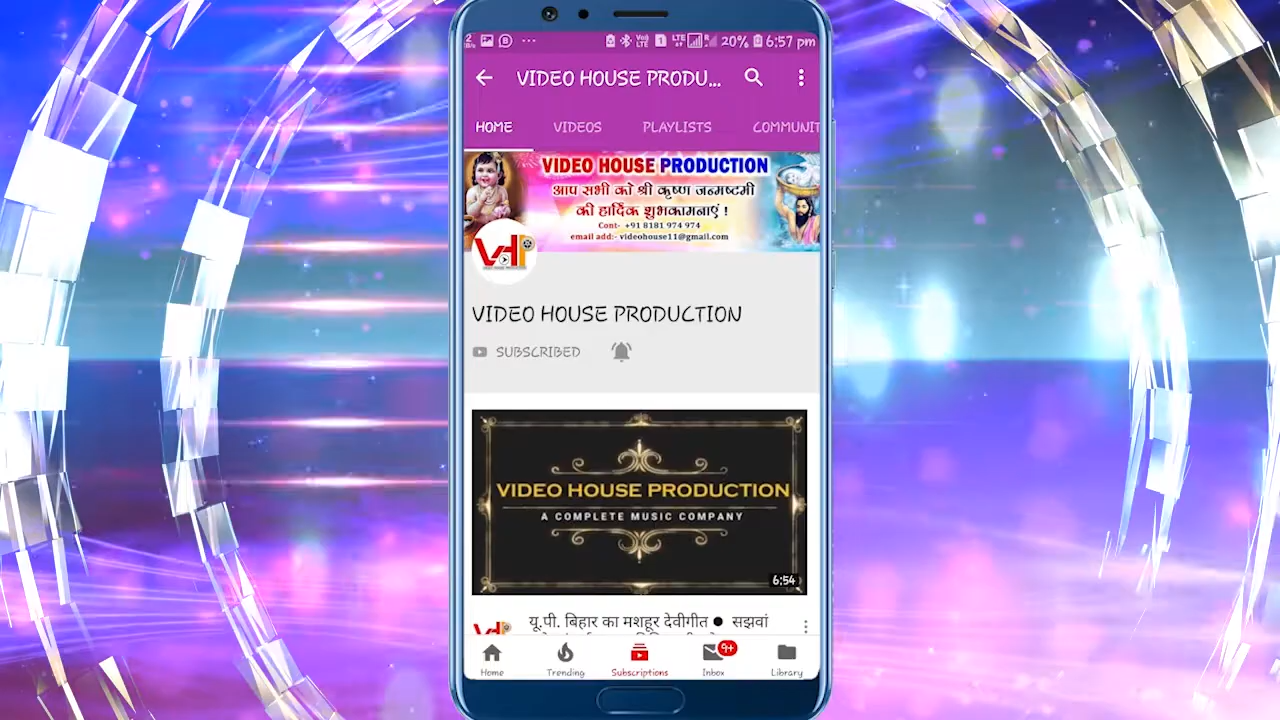 20% 6:57 pm
VIDEO HOUSE PRODU...
HOME VIDEOS PLAYLISTS COMMUNIT
VIDEO HOUSE PRODUCTION
आप सभी को श्री कृष्ण जन्मष्टमी
की हार्दिक शुभकामनाएं !
Cont- +91 8181 974 974
email add:- videohouse11@gmail.com
VIDEO HOUSE PRODUCTION
SUBSCRIBED
VIDEO HOUSE PRODUCTION
A COMPLETE MUSIC COMPANY
6:54
यू.पी. बिहार का मशहूर देवीगीत ● सझवां
9+
Home Trending Subscriptions Inbox Library